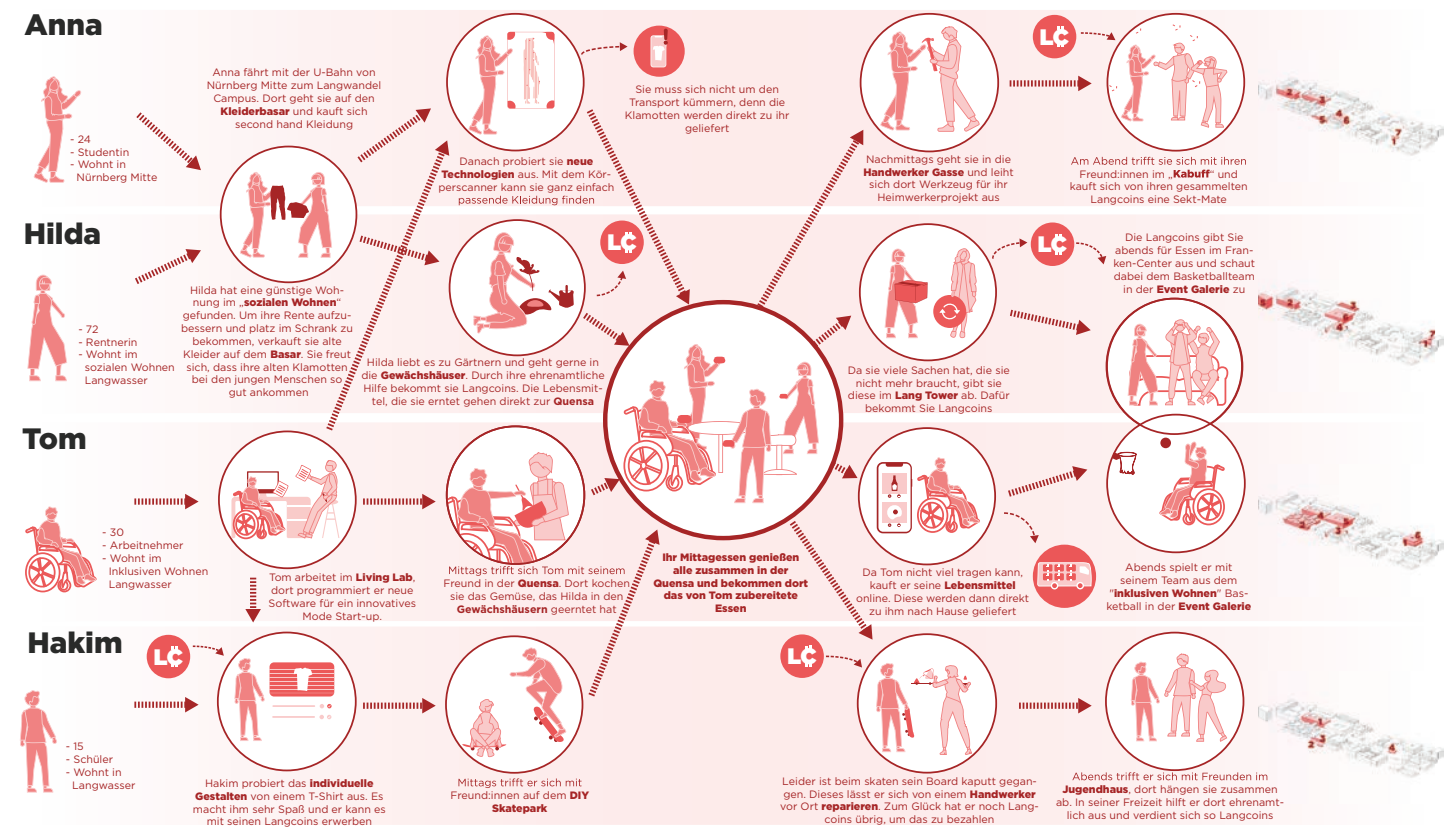 Anna
- 24
- Studentin
- Wohnt in
Nürnberg Mitte
Anna fährt mit der U-Bahn von
Nürnberg Mitte zum Langwandel
Campus. Dort geht sie auf den
Kleiderbasar und kauft sich
second hand Kleidung
Danach probiert sie neue
Technologien aus. Mit dem Kör-
perscanner kann sie ganz einfach
passende Kleidung finden
Sie muss sich nicht um den
Transport kümmern, denn die
Klamotten werden direkt zu ihr
geliefert
Nachmittags geht sie in die
Handwerker Gasse und leiht
sich dort Werkzeug für ihr
Heimwerkerprojekt aus
LC
Am Abend trifft sie sich mit ihren
Freund:innen im „Kabuff“ und
kauft sich von ihren gesammelten
Langcoins eine Sekt-Mate
Hilda
- 72
- Rentnerin
- Wohnt im
sozialen Wohnen
Langwasser
Hilda hat eine günstige Woh-
nung im „sozialen Wohnen“
gefunden. Um ihre Rente aufzu-
bessern und platz im Schrank zu
bekommen, verkauft sie alte
Kleider auf dem Basar. Sie freut
sich, dass ihre alten Klamotten
bei den jungen Menschen so
gut ankommen
LC
Hilda liebt es zu Gärtnern und geht gerne in
die Gewächshäuser. Durch ihre ehrenamtliche
Hilfe bekommt sie Langcoins. Die Lebensmit-
tel, die sie erntet gehen direkt zur Quensa
Da sie viele Sachen hat, die sie
nicht mehr braucht, gibt sie
diese im Lang Tower ab. Dafür
bekommt Sie Langcoins
LC
Die Langcoins gibt Sie
abends für Essen im Fran-
ken-Center aus und schaut
dabei dem Basketballteam
in der Event Galerie zu
Tom
- 30
- Arbeitnehmer
- Wohnt im
Inklusiven Wohnen
Langwasser
Tom arbeitet im Living Lab,
dort programmiert er neue
Software für ein innovatives
Mode Start-up.
Mittags trifft sich Tom mit seinem
Freund in der Quensa. Dort kochen
sie das Gemüse, das Hilda in den
Gewächshäusern geerntet hat
Ihr Mittagessen genießen
alle zusammen in der
Quensa und bekommen dort
das von Tom zubereitete
Essen
Da Tom nicht viel tragen kann,
kauft er seine Lebensmittel
online. Diese werden dann direkt
zu ihm nach Hause geliefert
Abends spielt er mit
seinem Team aus dem
"inklusiven Wohnen" Bas-
ketball in der Event Galerie
Hakim
- 15
- Schüler
- Wohnt in
Langwasser
LC
Hakim probiert das individuelle
Gestalten von einem T-Shirt aus. Es
macht ihm sehr Spaß und er kann es
mit seinen Langcoins erwerben
Mittags trifft er sich mit
Freund:innen auf dem DIY
Skatepark
LC
Leider ist beim skaten sein Board kaputt gegan-
gen. Dieses lässt er sich von einem Handwerker
vor Ort reparieren. Zum Glück hat er noch Lang-
coins übrig, um das zu bezahlen
Abends trifft er sich mit Freunden im
Jugendhaus, dort hängen sie zusammen
ab. In seiner Freizeit hilft er dort ehrenamt-
lich aus und verdient sich so Langcoins